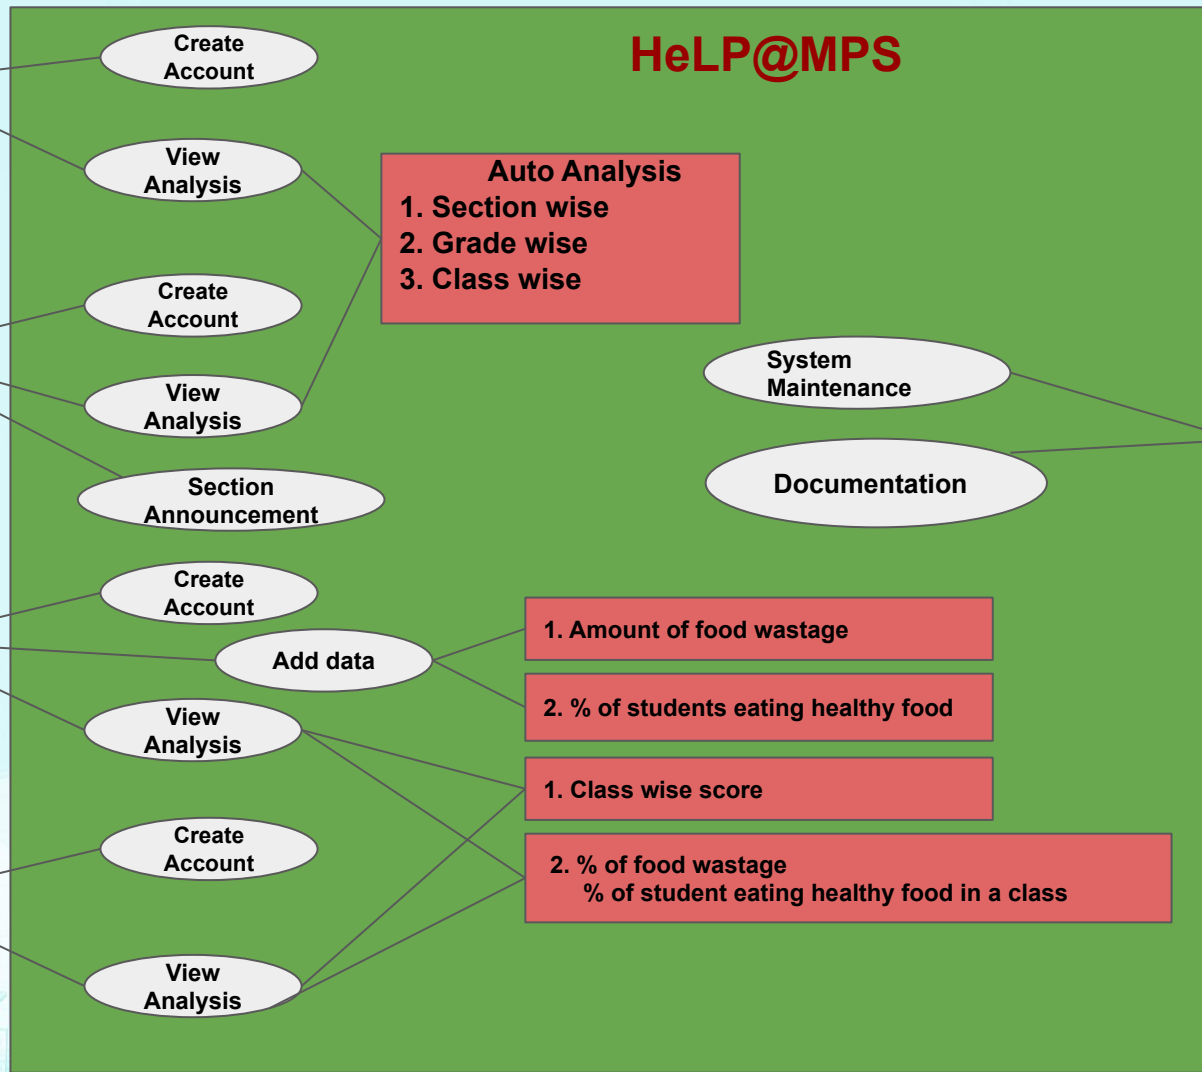 HeLP@MPS
Create
Account
View
Analysis
Auto Analysis
1. Section wise
2. Grade wise
3. Class wise
Create
Account
View
Analysis
System
Maintenance
Section
Announcement
Documentation
Create
Account
Add data
1. Amount of food wastage
2. % of students eating healthy food
View
Analysis
1. Class wise score
Create
Account
2. % of food wastage
% of student eating healthy food in a class
View
Analysis